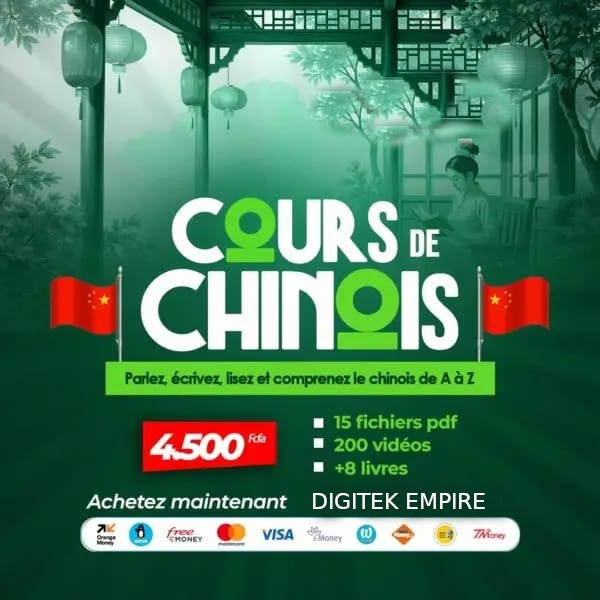 COURS DE
CHINOIS
Parlez, écrivez, lisez et comprenez le chinois de A à Z
4.500 Fcfa
15 fichiers pdf
200 vidéos
+8 livres
Achetez maintenant DIGITEK EMPIRE
Orange Money
free MONEY
mastercard
VISA
e-Money
TMoney